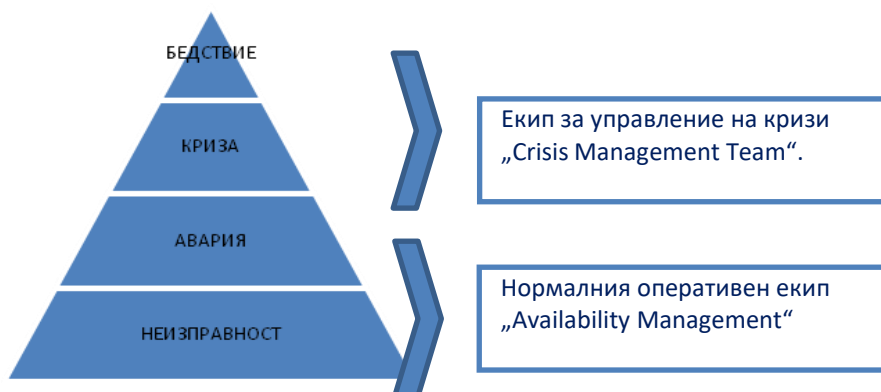 БЕДСТВИЕ
КРИЗА
АВАРИЯ
НЕИЗПРАВНОСТ
Екип за управление на кризи
„Crisis Management Team“.
Нормалния оперативен екип
„Availability Management“